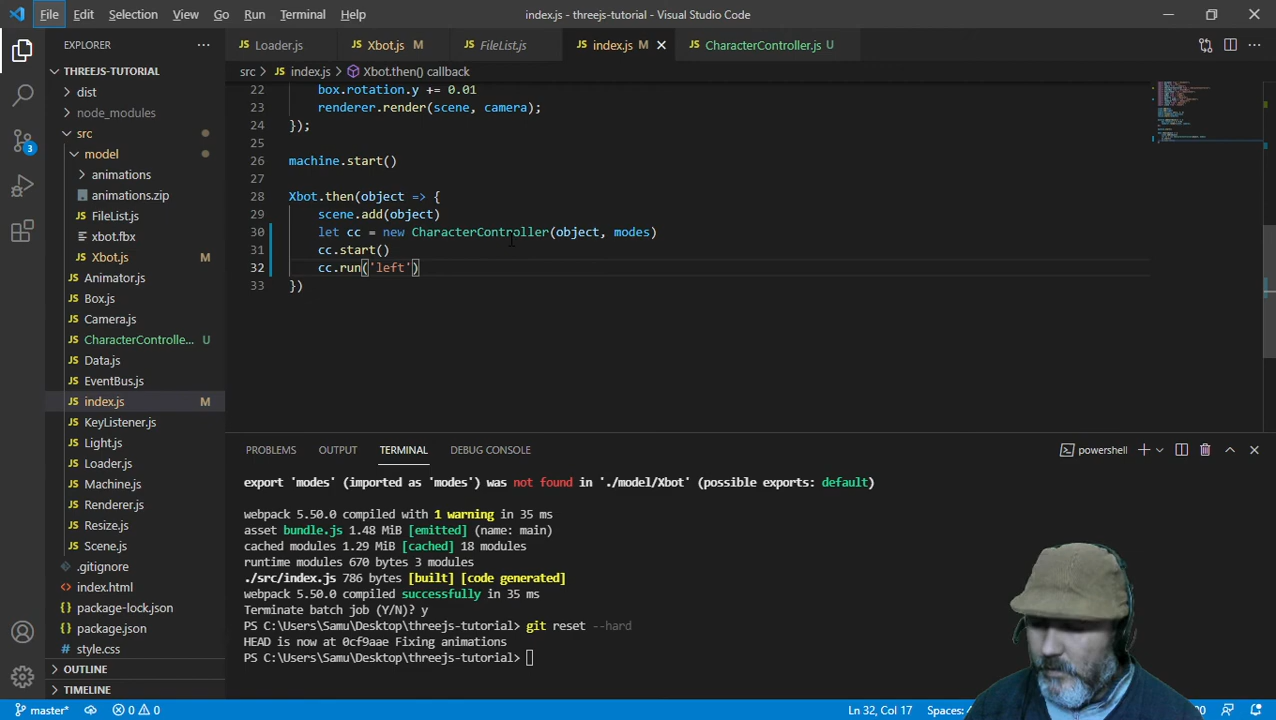 File Edit Selection View Go Run Terminal Help
index.js - threejs-tutorial - Visual Studio Code
EXPLORER
Loader.js
Xbot.js M
FileList.js
index.js M
CharacterController.js U
THREEJS-TUTORIAL
src > index.js > Xbot.then() callback
dist
node_modules
src
model
animations
animations.zip
FileList.js
xbot.fbx
Xbot.js M
Animator.js
Box.js
Camera.js
CharacterControlle... U
Data.js
EventBus.js
index.js M
KeyListener.js
Light.js
Loader.js
Machine.js
Renderer.js
Resize.js
Scene.js
.gitignore
index.html
package-lock.json
package.json
style.css
OUTLINE
TIMELINE
3
22 box.rotation.y += 0.01
23 renderer.render(scene, camera);
24 });
25
26 machine.start()
27
28 Xbot.then(object => {
29 scene.add(object)
30 let cc = new CharacterController(object, modes)
31 cc.start()
32 cc.run('left')
33 })
PROBLEMS OUTPUT TERMINAL DEBUG CONSOLE
powershell
export 'modes' (imported as 'modes') was not found in './model/Xbot' (possible exports: default)
webpack 5.50.0 compiled with 1 warning in 35 ms
asset bundle.js 1.48 MiB [emitted] (name: main)
cached modules 1.29 MiB [cached] 18 modules
runtime modules 670 bytes 3 modules
./src/index.js 786 bytes [built] [code generated]
webpack 5.50.0 compiled successfully in 35 ms
Terminate batch job (Y/N)? y
PS C:\Users\Samu\Desktop\threejs-tutorial> git reset --hard
HEAD is now at 0cf9aae Fixing animations
PS C:\Users\Samu\Desktop\threejs-tutorial>
master* 0 0
Ln 32, Col 17 Spaces: